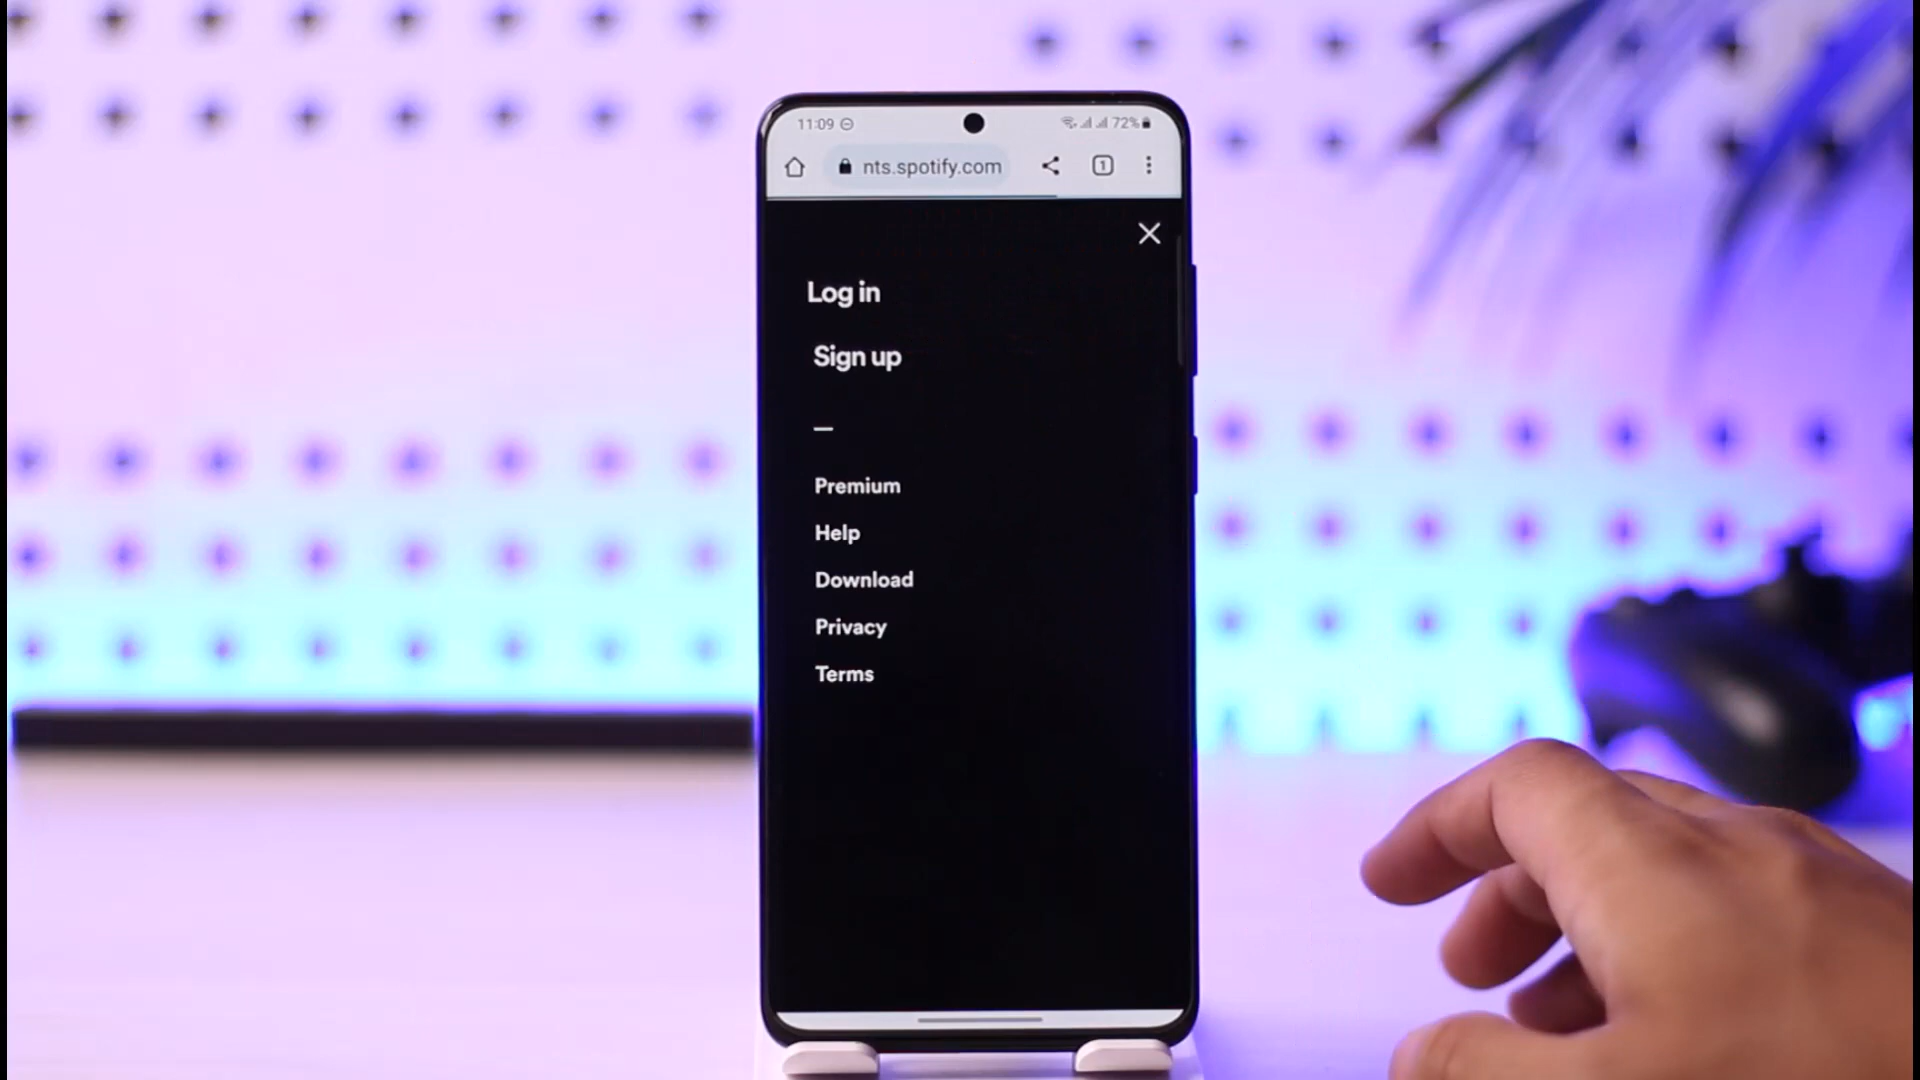 11:09 72%
nts.spotify.com 1
Log in
Sign up
Premium
Help
Download
Privacy
Terms